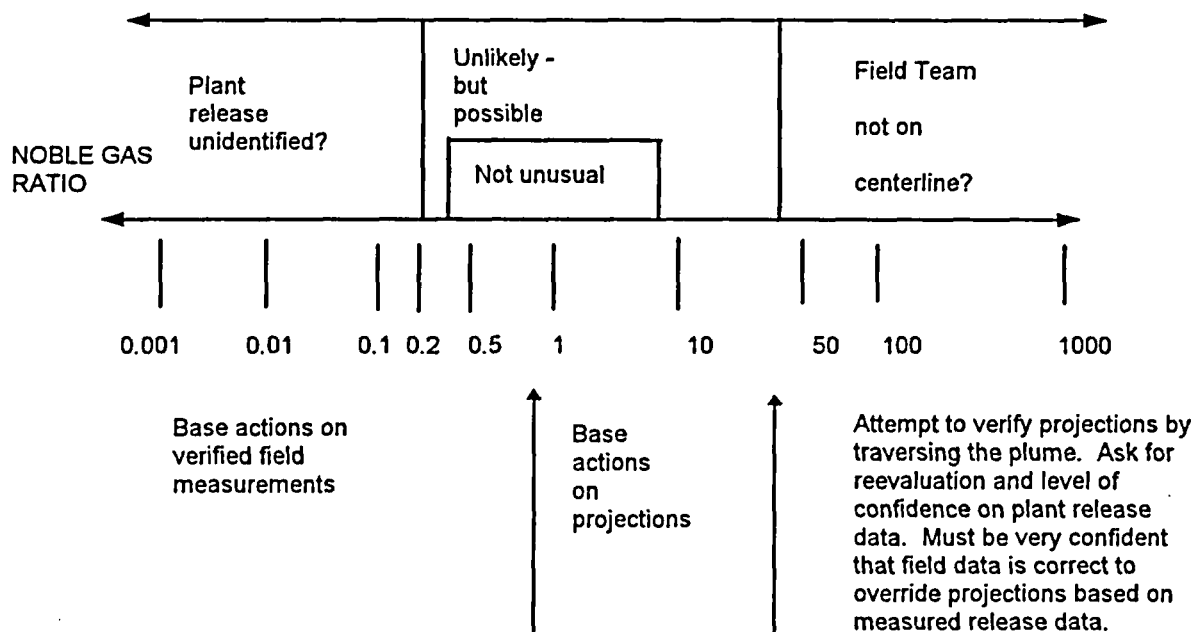 Plant
release
unidentified?
Unlikely -
but
possible
Not unusual
Field Team
not on
centerline?
NOBLE GAS
RATIO
0.001 0.01 0.1 0.2 0.5 1 10 50 100 1000
Base actions on
verified field
measurements
Base
actions
on
projections
Attempt to verify projections by
traversing the plume. Ask for
reevaluation and level of
confidence on plant release
data. Must be very confident
that field data is correct to
override projections based on
measured release data.